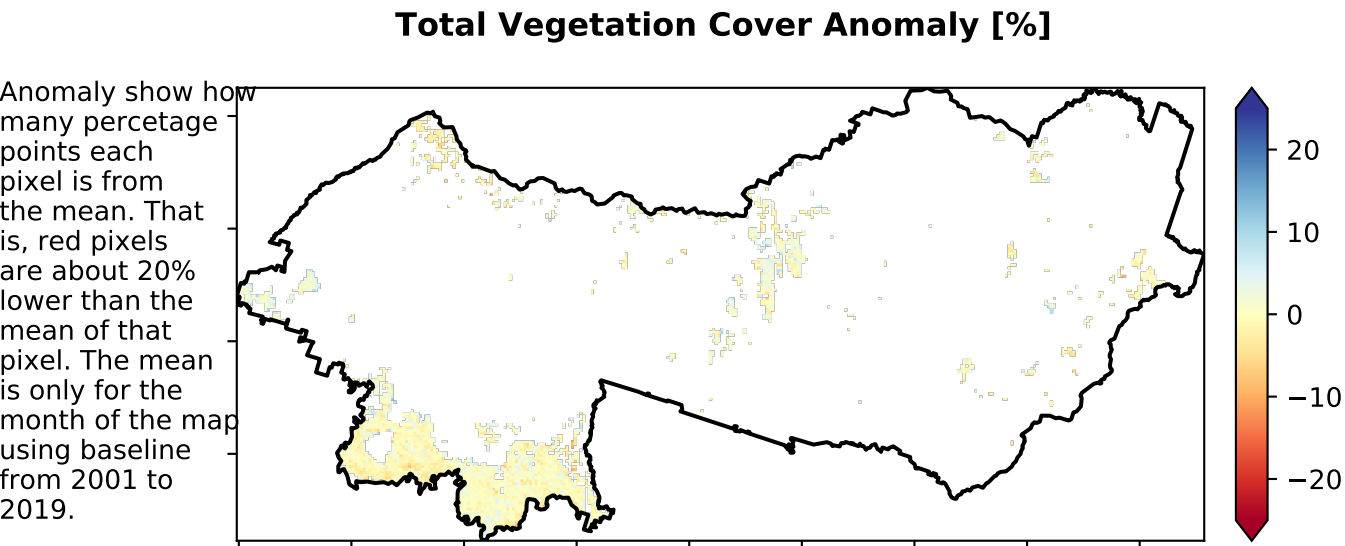 Total Vegetation Cover Anomaly [%]
Anomaly show how
many percetage
points each
pixel is from
the mean. That
is, red pixels
are about 20%
lower than the
mean of that
pixel. The mean
is only for the
month of the map
using baseline
from 2001 to
2019.
20
10
0
−10
−20